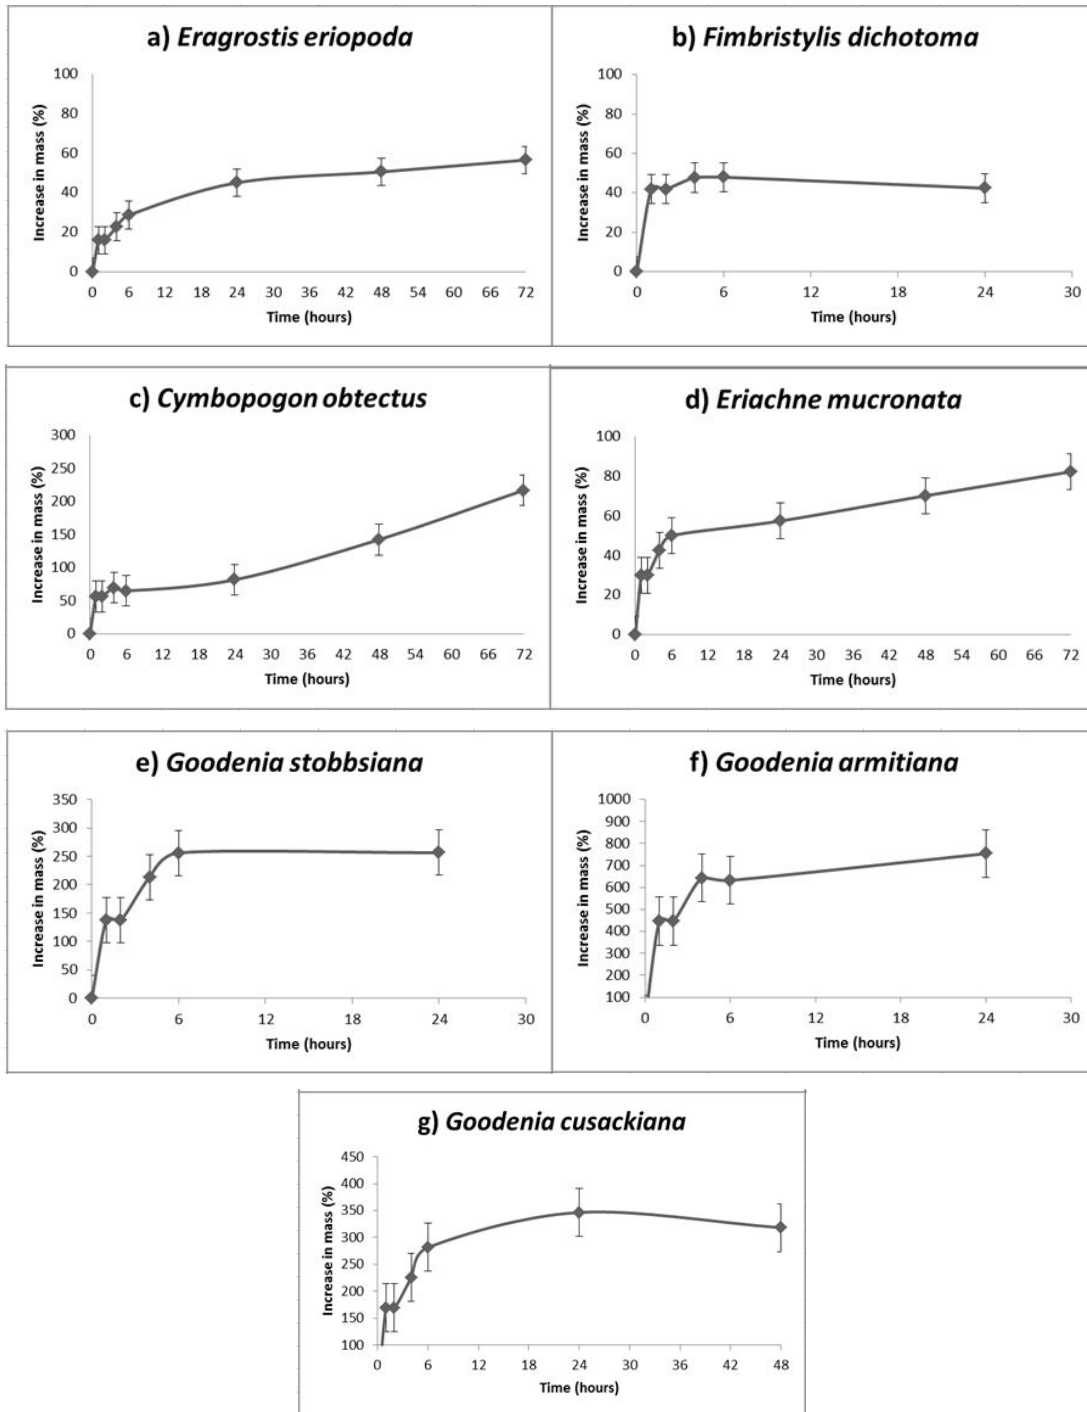 a) Eragrostis eriopoda
Increase in mass (%)
100
80
60
40
20
0
0 6 12 18 24 30 36 42 48 54 60 66 72
Time (hours)
b) Fimbristylis dichotoma
Increase in mass (%)
100
80
60
40
20
0
0 6 12 18 24 30
Time (hours)
c) Cymbopogon obtectus
Increase in mass (%)
300
250
200
150
100
50
0
0 6 12 18 24 30 36 42 48 54 60 66 72
Time (hours)
d) Eriachne mucronata
Increase in mass (%)
100
80
60
40
20
0
0 6 12 18 24 30 36 42 48 54 60 66 72
Time (hours)
e) Goodenia stobbsiana
Increase in mass (%)
350
300
250
200
150
100
50
0
0 6 12 18 24 30
Time (hours)
f) Goodenia armitiana
Increase in mass (%)
1000
900
800
700
600
500
400
300
200
100
0 6 12 18 24 30
Time (hours)
g) Goodenia cusackiana
Increase in mass (%)
450
400
350
300
250
200
150
100
0 6 12 18 24 30 36 42 48
Time (hours)